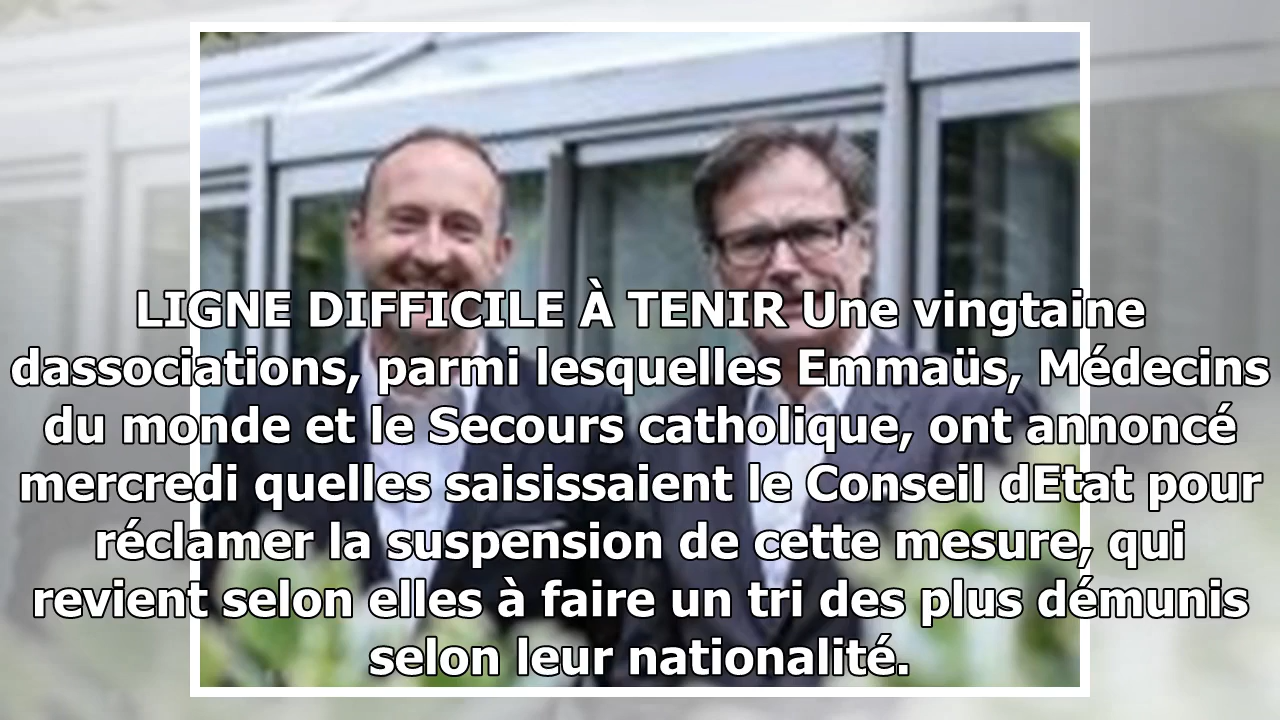 LIGNE DIFFICILE À TENIR Une vingtaine
dassociations, parmi lesquelles Emmaüs, Médecins
du monde et le Secours catholique, ont annoncé
mercredi quelles saisissaient le Conseil dEtat pour
réclamer la suspension de cette mesure, qui
revient selon elles à faire un tri des plus démunis
selon leur nationalité.